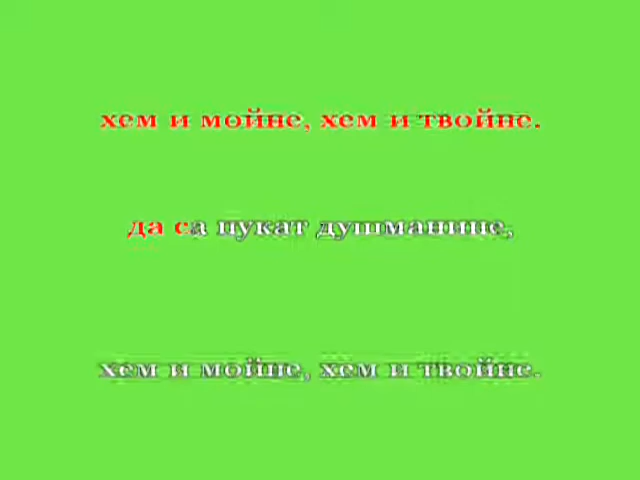 хем и мойне, хем и твойне.
да са пукат душманине,
хем и мойне, хем и твойне.